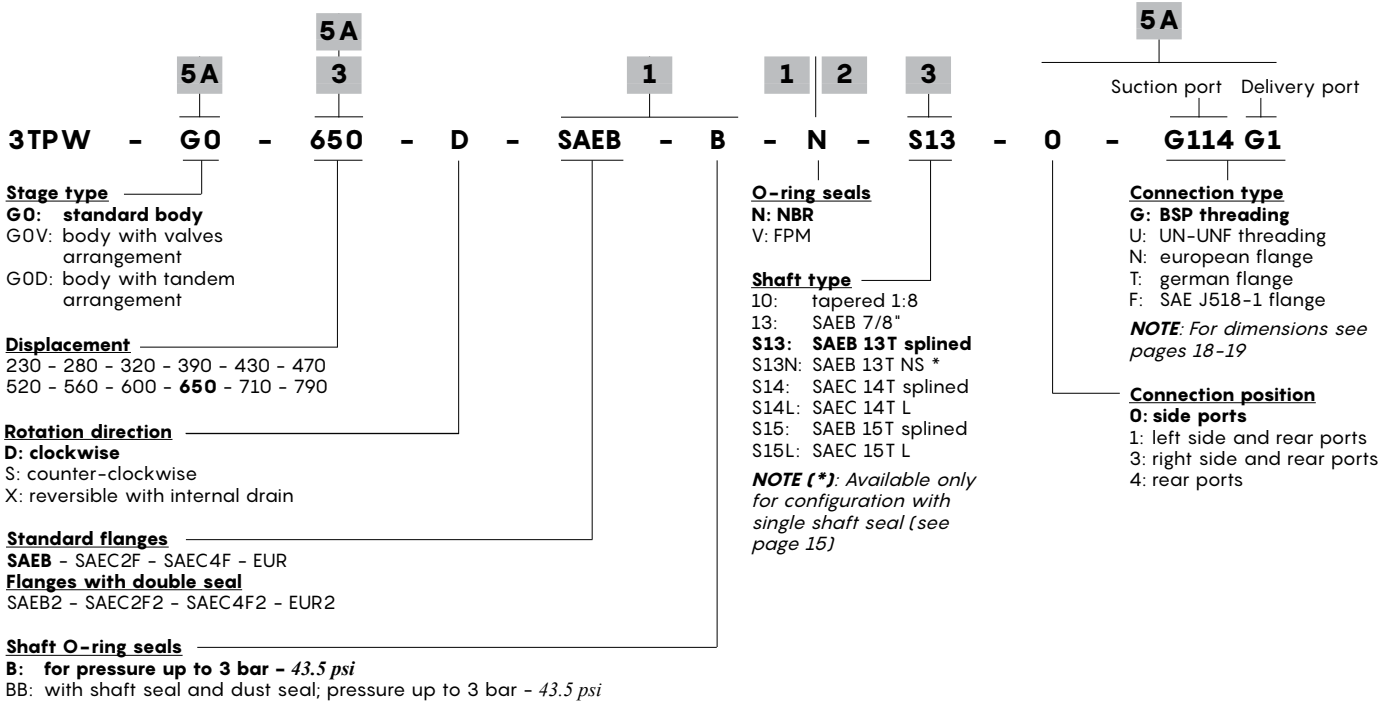 5A
5A
5A
3
1
1
2
3
Suction port Delivery port
3TPW - G0 - 650 - D - SAEB - B - N - S13 - 0 - G114 G1
Stage type
G0: standard body
G0V: body with valves
arrangement
G0D: body with tandem
arrangement
Displacement
230 - 280 - 320 - 390 - 430 - 470
520 - 560 - 600 - 650 - 710 - 790
Rotation direction
D: clockwise
S: counter-clockwise
X: reversible with internal drain
Standard flanges
SAEB - SAEC2F - SAEC4F - EUR
Flanges with double seal
SAEB2 - SAEC2F2 - SAEC4F2 - EUR2
Shaft O-ring seals
B: for pressure up to 3 bar - 43.5 psi
BB: with shaft seal and dust seal; pressure up to 3 bar - 43.5 psi
O-ring seals
N: NBR
V: FPM
Shaft type
10: tapered 1:8
13: SAEB 7/8"
S13: SAEB 13T splined
S13N: SAEB 13T NS *
S14: SAEC 14T splined
S14L: SAEC 14T L
S15: SAEB 15T splined
S15L: SAEC 15T L
NOTE (*): Available only
for configuration with
single shaft seal (see
page 15)
Connection type
G: BSP threading
U: UN-UNF threading
N: european flange
T: german flange
F: SAE J518-1 flange
NOTE: For dimensions see
pages 18-19
Connection position
0: side ports
1: left side and rear ports
3: right side and rear ports
4: rear ports